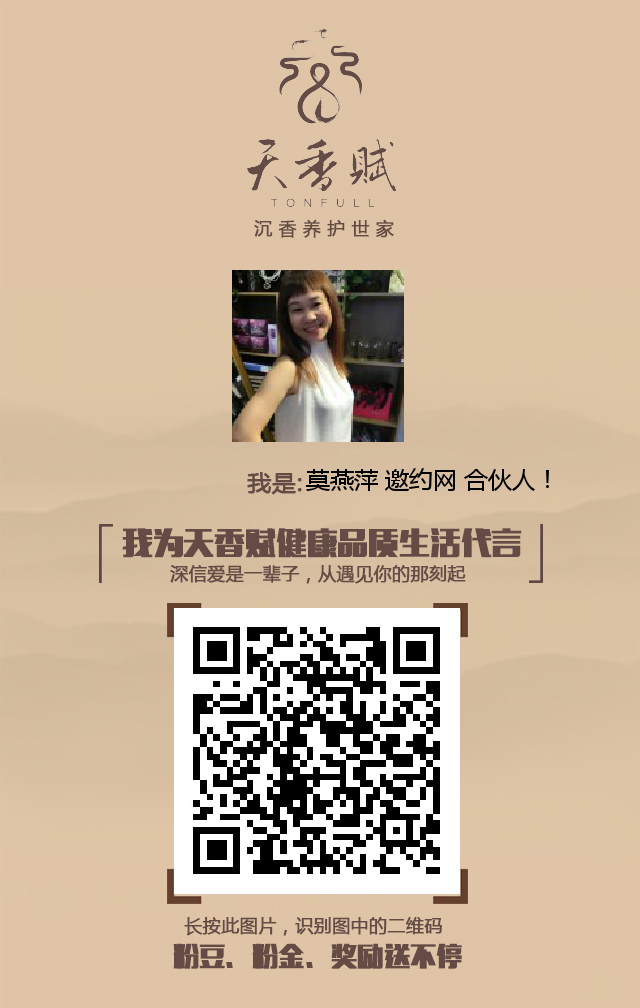 天香赋
TONFULL
沉香养护世家
我是:莫燕萍 邀约网 合伙人！
我为天香赋健康品质生活代言
深信爱是一辈子，从遇见你的那刻起
长按此图片，识别图中的二维码
粉豆、粉金、奖励送不停